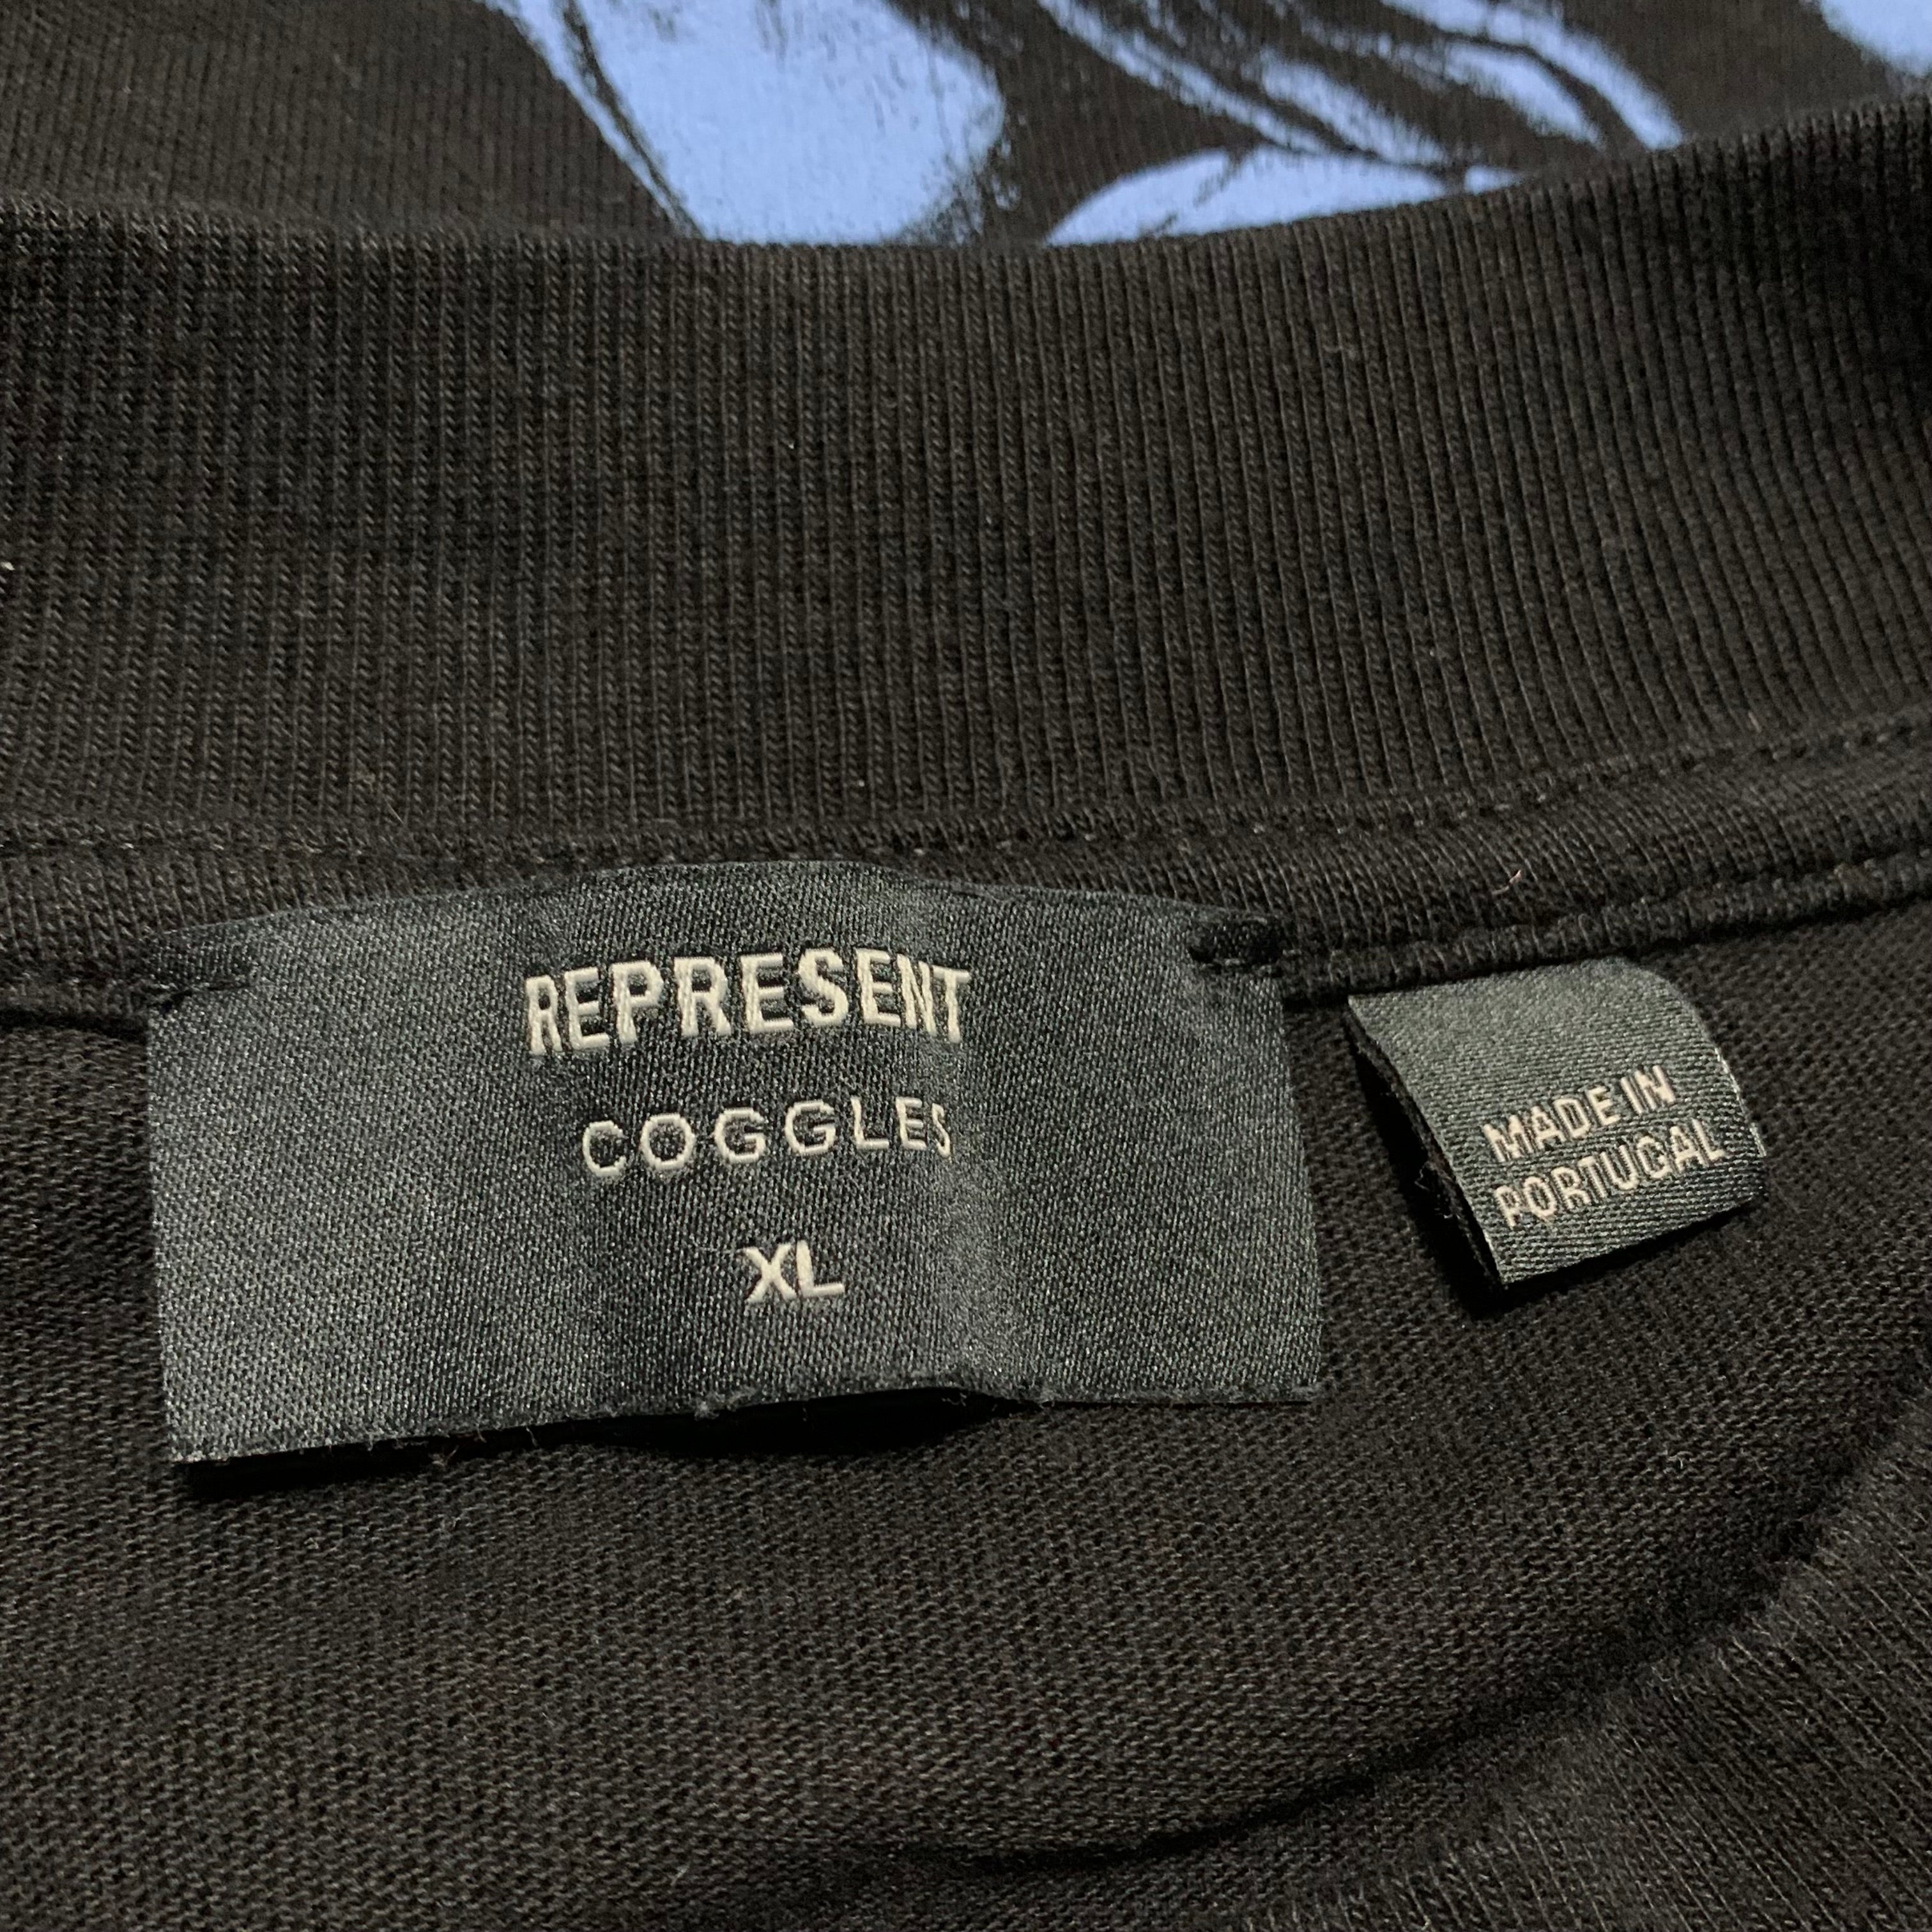 REPRESENT
COGGLES
XL
MADE IN
PORTUGAL